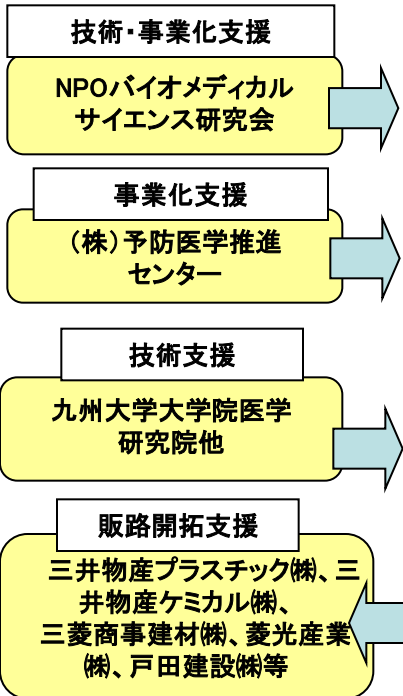 技術・事業化支援
NPOバイオメディカル
サイエンス研究会
事業化支援
（株）予防医学推進
センター
技術支援
九州大学大学院医学
研究院他
販路開拓支援
三井物産プラスチック㈱、三
井物産ケミカル㈱、
三菱商事建材㈱、菱光産業
㈱、戸田建設㈱等